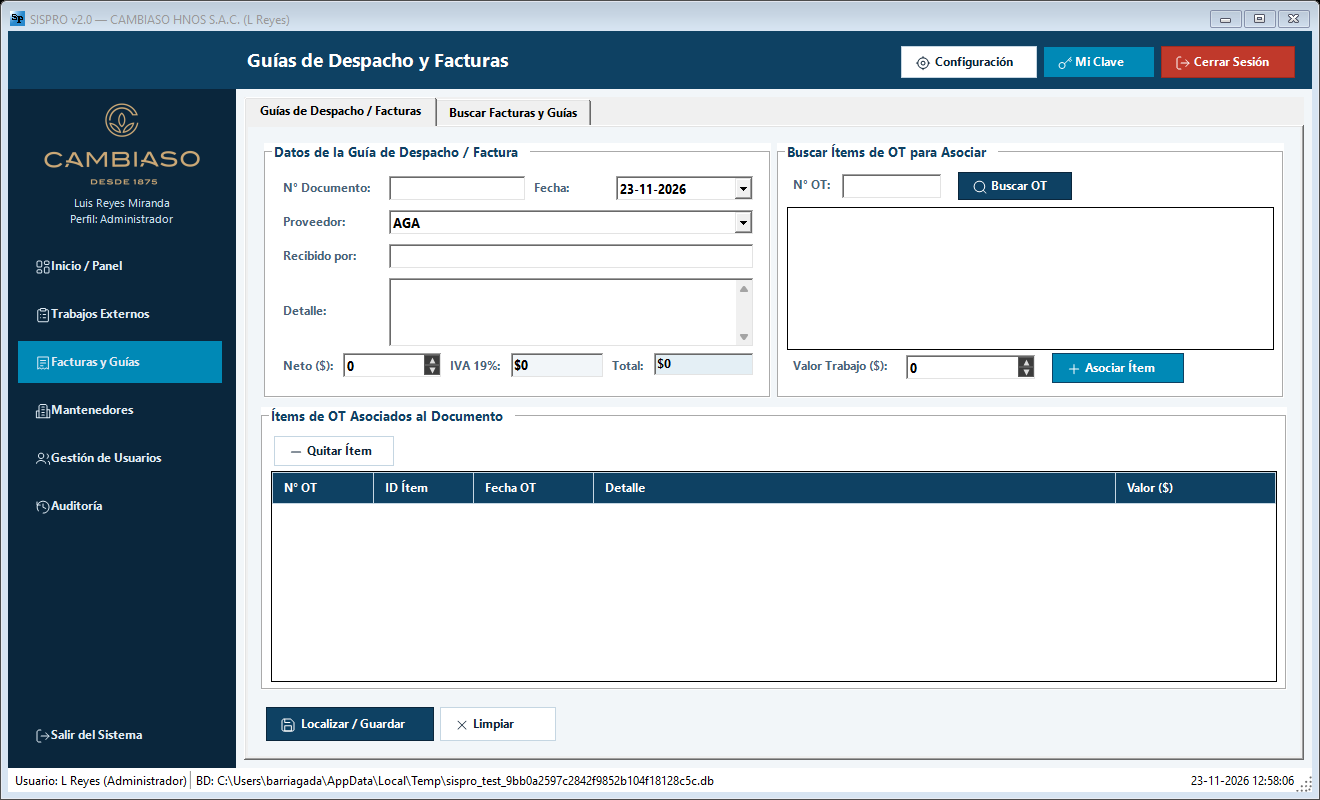 Sp SISPRO v2.0 — CAMBIASO HNOS S.A.C. (L Reyes)
Guías de Despacho y Facturas
Configuración
Mi Clave
Cerrar Sesión
CAMBIASO
DESDE 1875
Luis Reyes Miranda
Perfil: Administrador
Inicio / Panel
Trabajos Externos
Facturas y Guías
Mantenedores
Gestión de Usuarios
Auditoría
Salir del Sistema
Guías de Despacho / Facturas
Buscar Facturas y Guías
Datos de la Guía de Despacho / Factura
N° Documento:
Fecha: 23-11-2026
Proveedor: AGA
Recibido por:
Detalle:
Neto ($): 0 IVA 19%: $0 Total: $0
Buscar Ítems de OT para Asociar
N° OT:
Buscar OT
Valor Trabajo ($): 0
Asociar Ítem
Ítems de OT Asociados al Documento
Quitar Ítem
N° OT ID Ítem Fecha OT Detalle Valor ($)
Localizar / Guardar
Limpiar
Usuario: L Reyes (Administrador) BD: C:\Users\barriagada\AppData\Local\Temp\sispro_test_9bb0a2597c2842f9852b104f18128c5c.db 23-11-2026 12:58:06